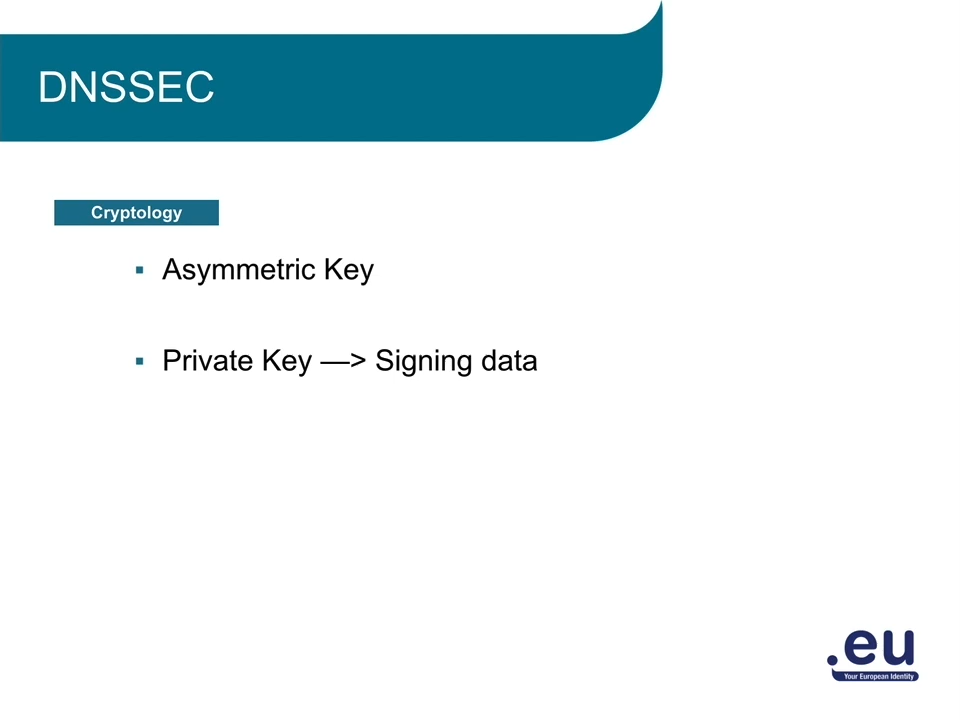 DNSSEC
Cryptology
▪ Asymmetric Key
▪ Private Key —> Signing data
.eu
Your European Identity